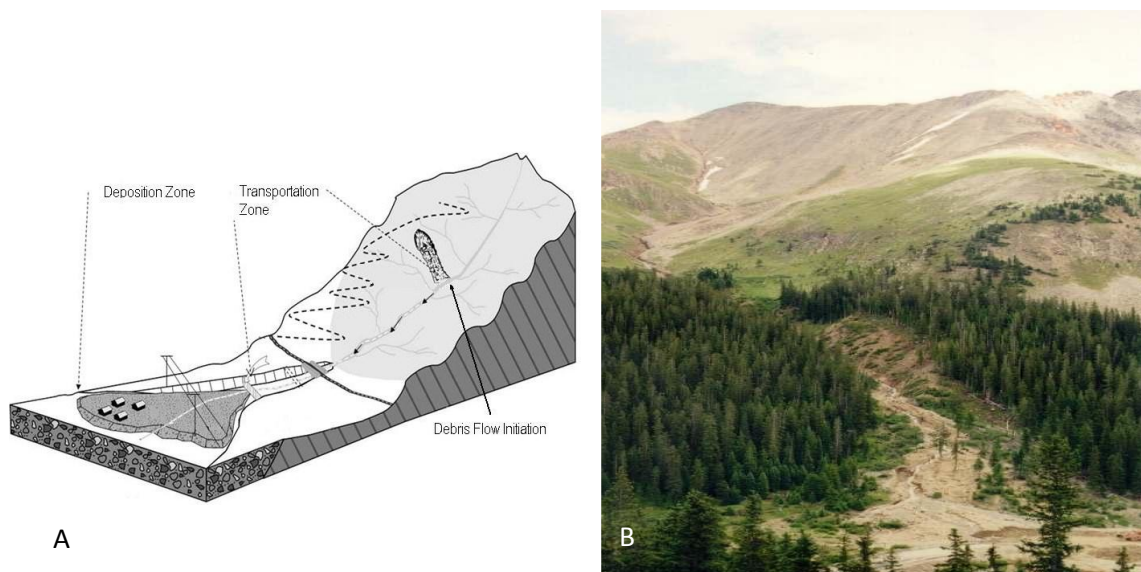 Deposition Zone
Transportation
Zone
Debris Flow Initiation
A
B